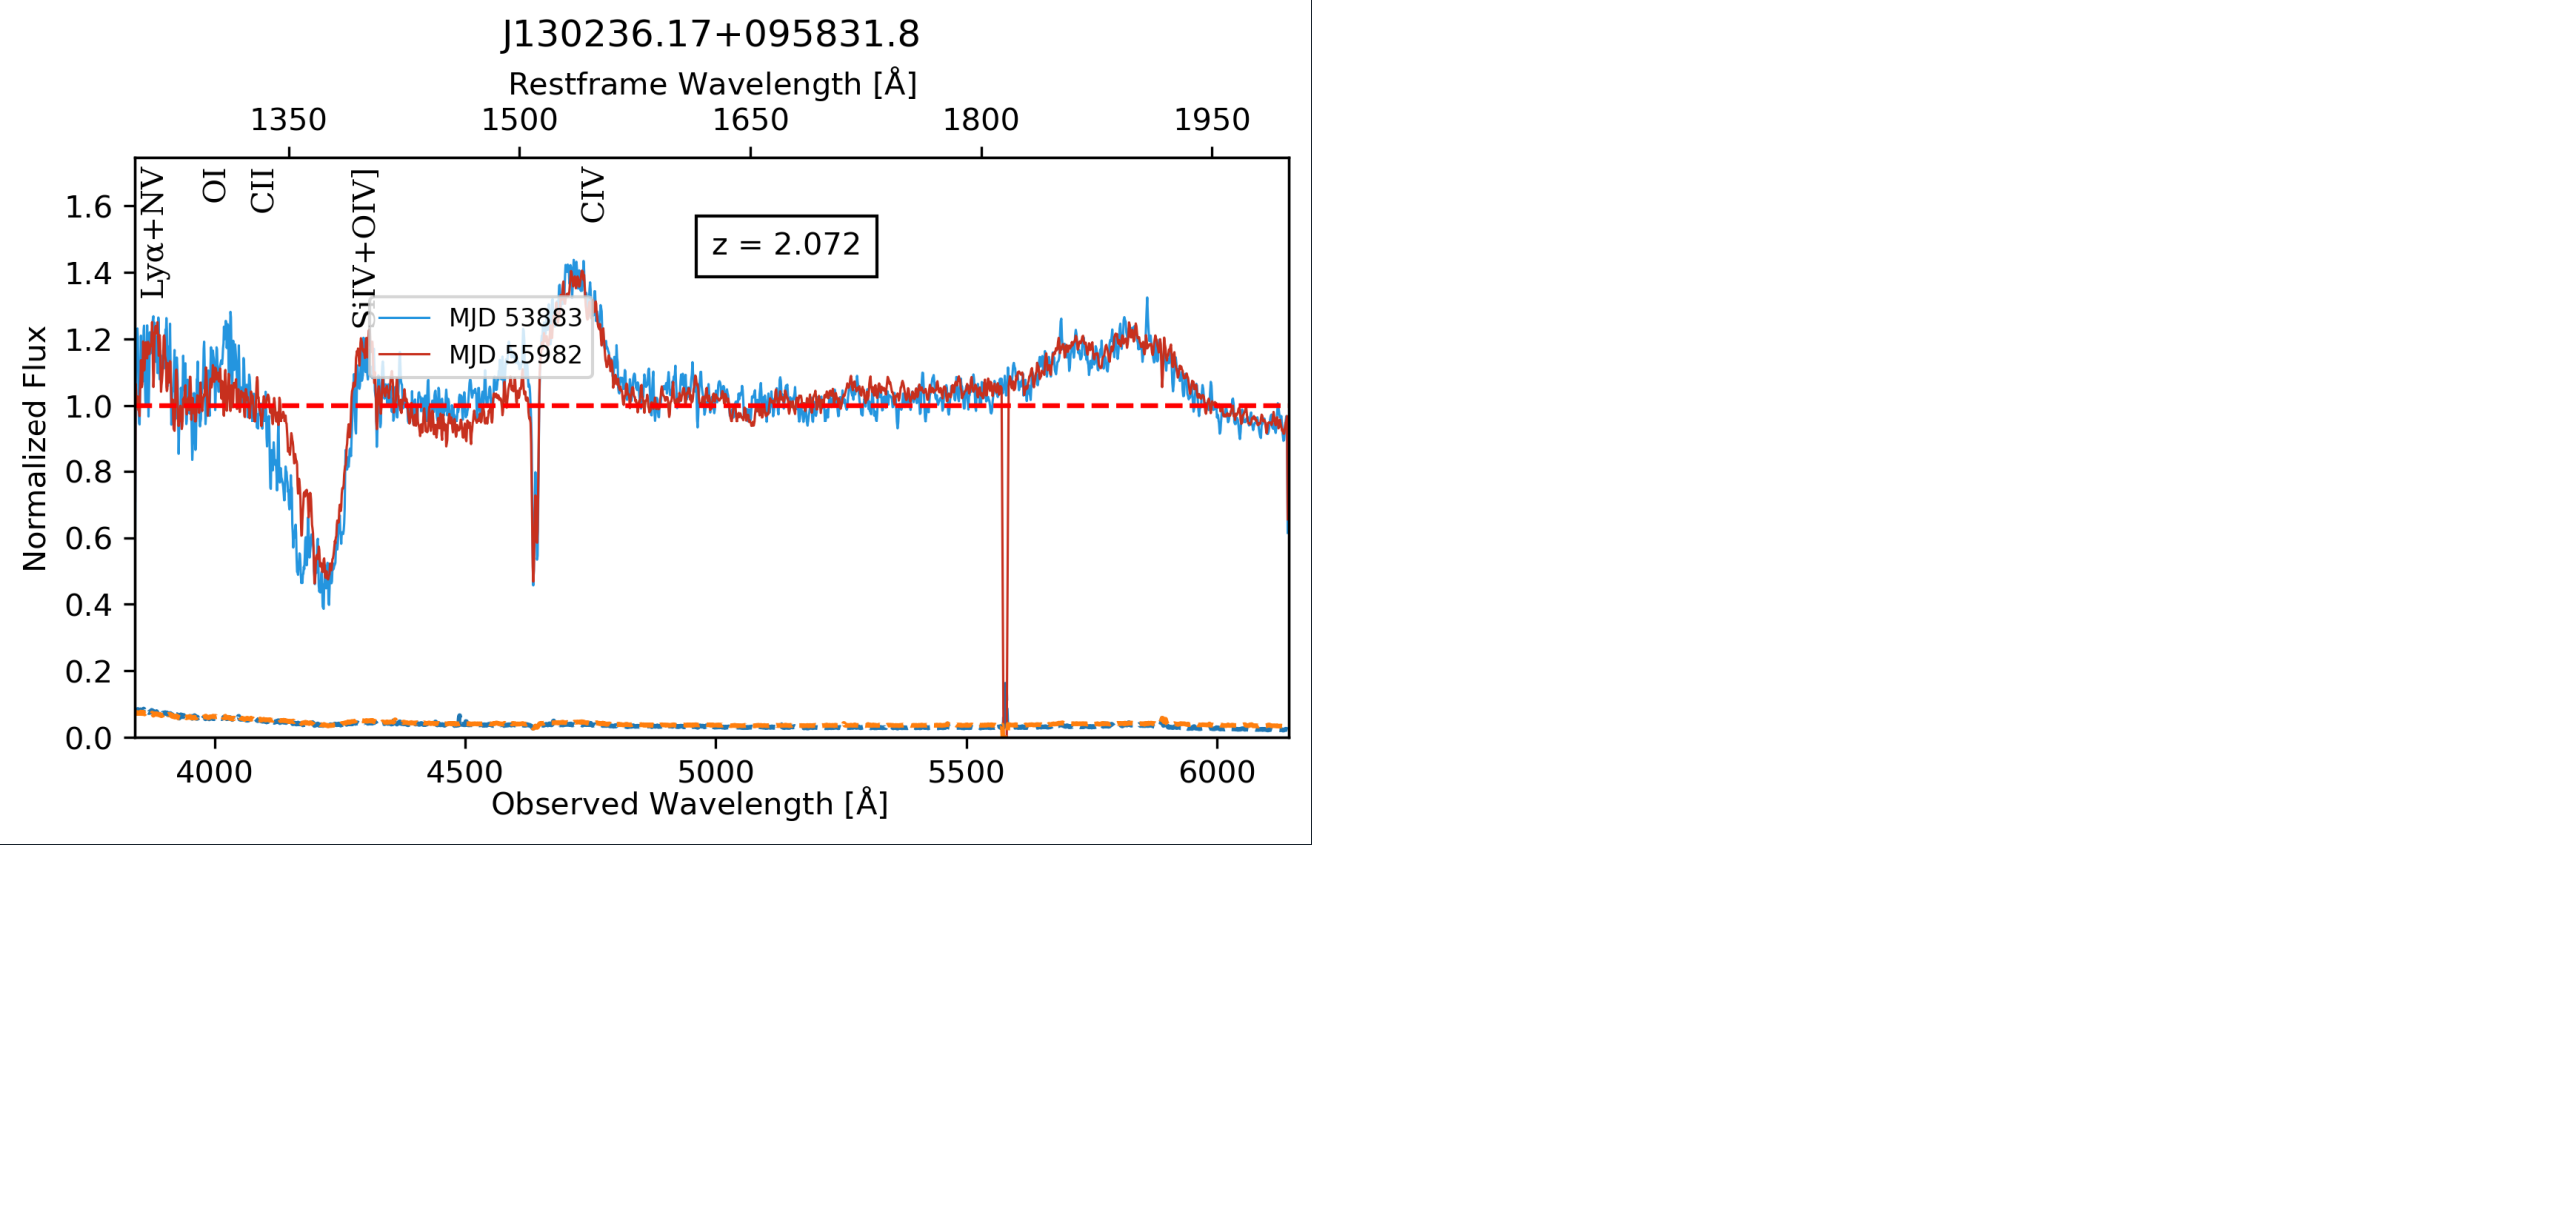 J130236.17+095831.8
Restframe Wavelength [Å]
1350 1500 1650 1800 1950
Lyα+NV
OI
CII
SiIV+OIV]
CIV
z = 2.072
MJD 53883
MJD 55982
Normalized Flux
1.6
1.4
1.2
1.0
0.8
0.6
0.4
0.2
0.0
4000 4500 5000 5500 6000
Observed Wavelength [Å]